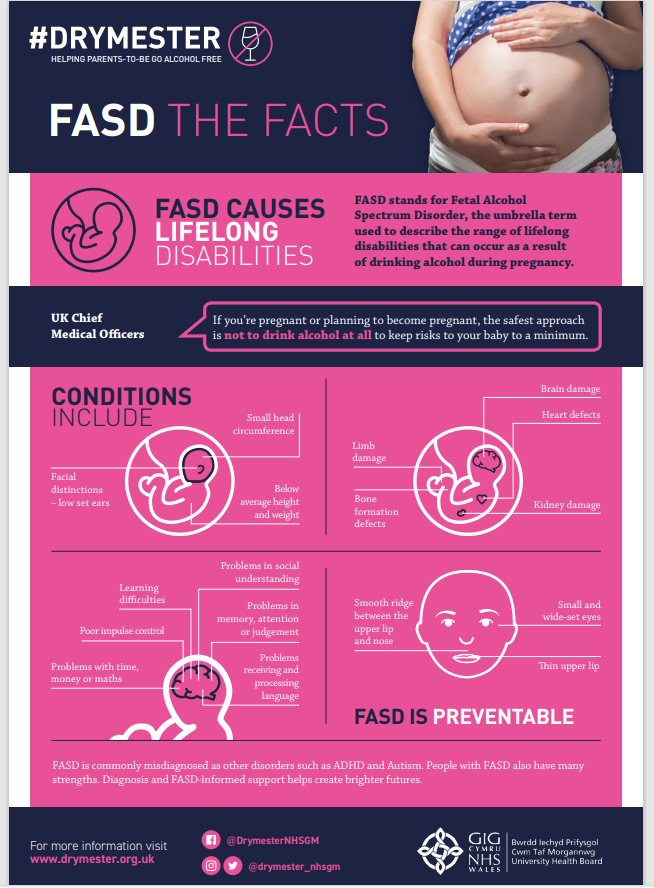 #DRYMESTER
HELPING PARENTS-TO-BE GO ALCOHOL FREE
FASD THE FACTS
FASD CAUSES
LIFELONG
DISABILITIES
FASD stands for Fetal Alcohol
Spectrum Disorder, the umbrella term
used to describe the range of lifelong
disabilities that can occur as a result
of drinking alcohol during pregnancy.
UK Chief
Medical Officers
If you're pregnant or planning to become pregnant, the safest approach
is not to drink alcohol at all to keep risks to your baby to a minimum.
CONDITIONS
INCLUDE
Small head
circumference
Facial
distinctions
– low set ears
Below
average height
and weight
Brain damage
Heart defects
Limb
damage
Bone
formation
defects
Kidney damage
Problems in social
understanding
Learning
difficulties
Problems in
memory, attention
or judgement
Poor impulse control
Problems with time,
money or maths
Problems
receiving and
processing
language
Smooth ridge
between the
upper lip
and nose
Small and
wide-set eyes
Thin upper lip
FASD IS PREVENTABLE
FASD is commonly misdiagnosed as other disorders such as ADHD and Autism. People with FASD also have many
strengths. Diagnosis and FASD-informed support helps create brighter futures.
For more information visit
www.drymester.org.uk
@DrymesterNHSGM
@drymester_nhsgm
GIG
CYMRU
NHS
WALES
Bwrdd Iechyd Prifysgol
Cwm Taf Morgannwg
University Health Board